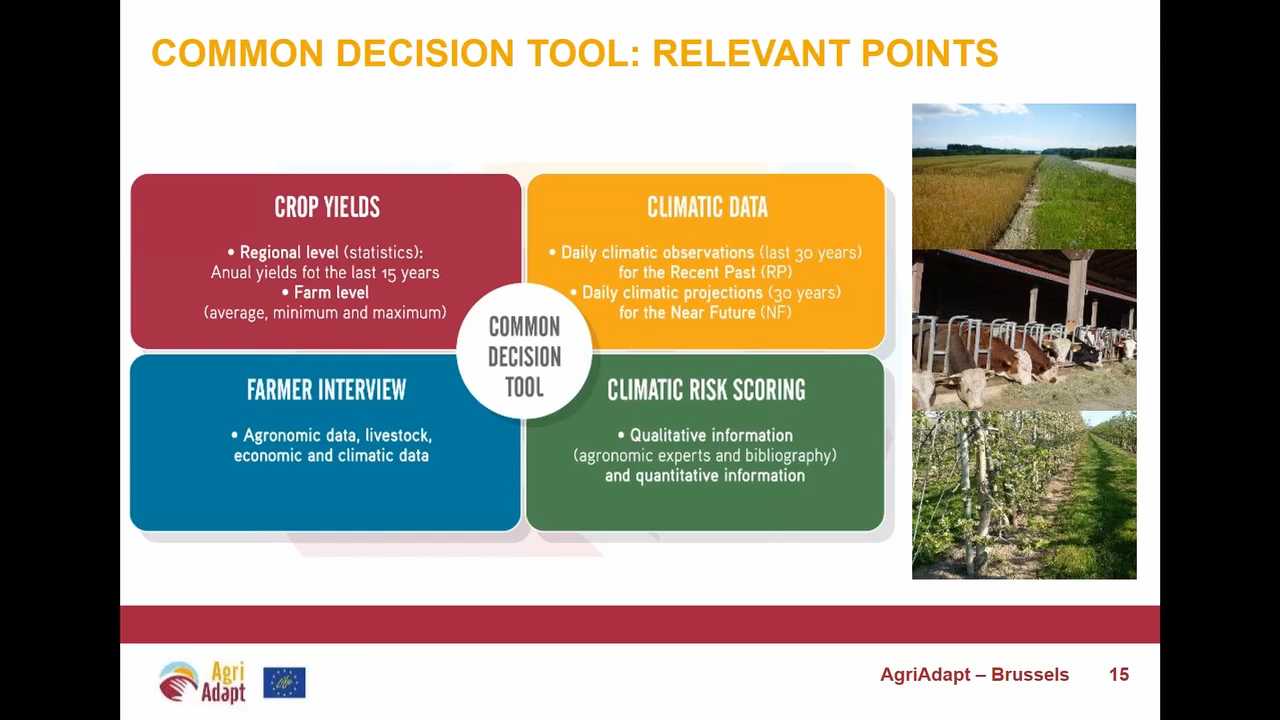 COMMON DECISION TOOL: RELEVANT POINTS
CROP YIELDS
• Regional level (statistics):
Anual yields fot the last 15 years
• Farm level
(average, minimum and maximum)
CLIMATIC DATA
• Daily climatic observations (last 30 years)
for the Recent Past (RP)
• Daily climatic projections (30 years)
for the Near Future (NF)
COMMON
DECISION
TOOL
FARMER INTERVIEW
• Agronomic data, livestock,
economic and climatic data
CLIMATIC RISK SCORING
• Qualitative information
(agronomic experts and bibliography)
and quantitative information
Agri
Adapt
Life
AgriAdapt – Brussels 15